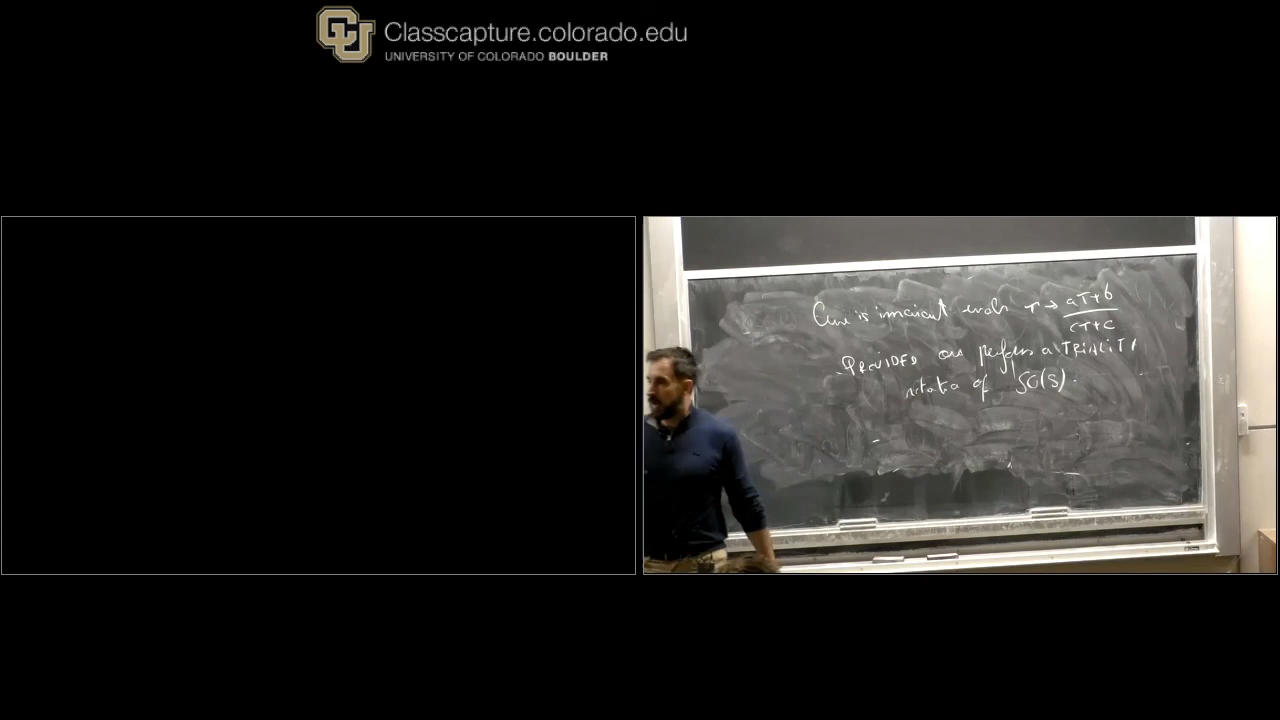 Classcapture.colorado.edu
UNIVERSITY OF COLORADO BOULDER
Curve is invariant under τ → aτ+b
cτ+c
PROVIDED one performs a TRIALITY
rotation of SO(8).